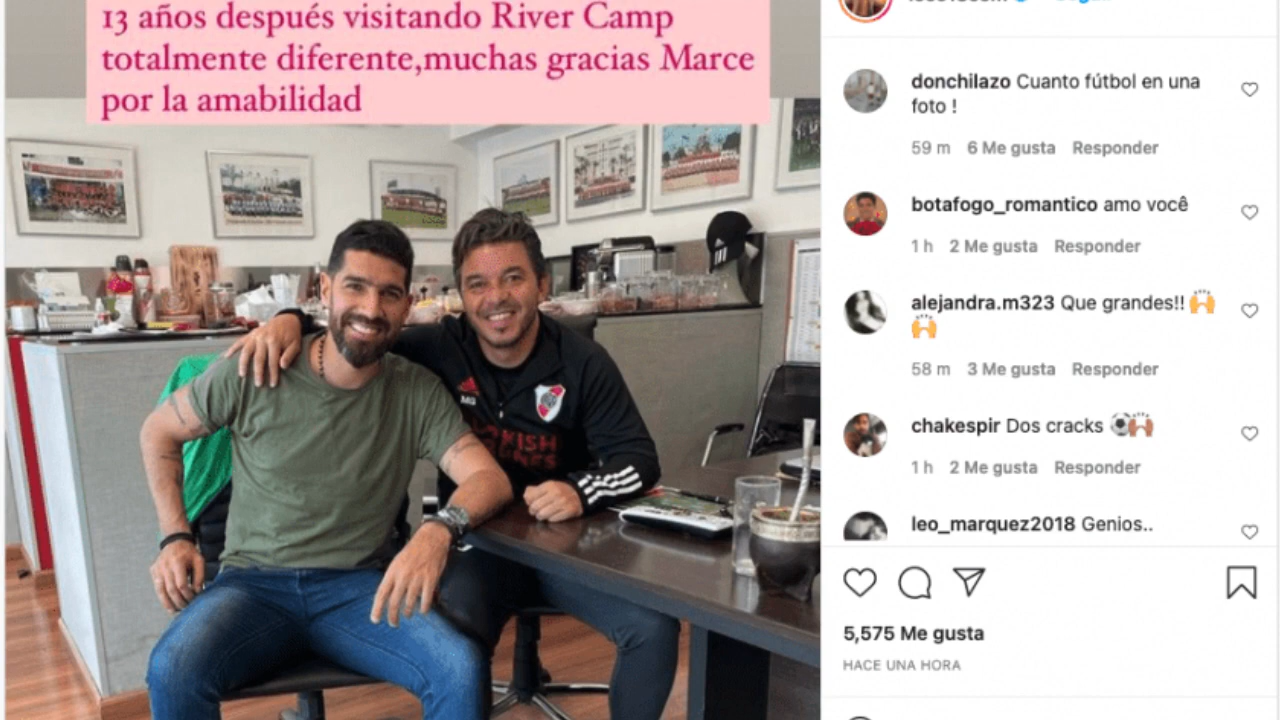 13 años después visitando River Camp
totalmente diferente,muchas gracias Marce
por la amabilidad
MG
donchilazo Cuanto fútbol en una
foto !
59 m 6 Me gusta Responder
botafogo_romantico amo você
1 h 2 Me gusta Responder
alejandra.m323 Que grandes!! 🙌
🙌
58 m 3 Me gusta Responder
chakespir Dos cracks ⚽🙌🏽
1 h 2 Me gusta Responder
leo_marquez2018 Genios..
5,575 Me gusta
HACE UNA HORA